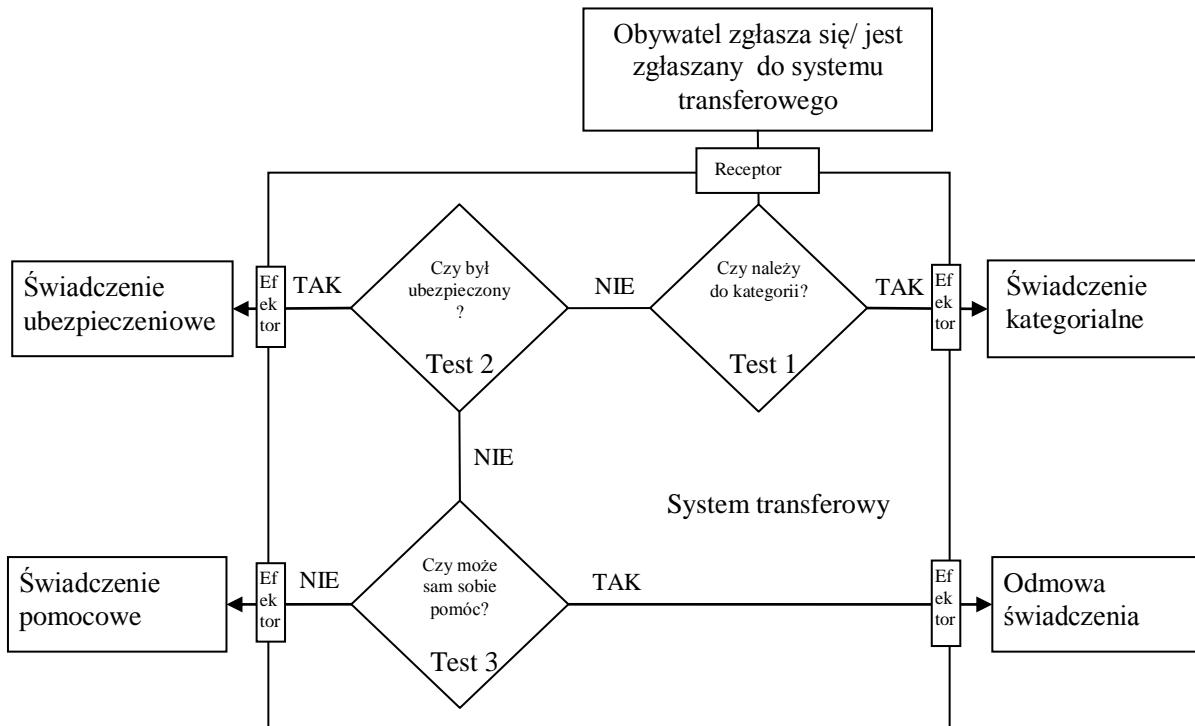 Obywatel zgłasza się/ jest
zgłaszany do systemu
transferowego
Receptor
Czy należy
do kategorii?
Test 1
TAK
Ef
ekt
tor
Świadczenie
kategorialne
NIE
Czy był
ubezpieczony
?
Test 2
TAK
Ef
ek
tor
Świadczenie
ubezpieczeniowe
NIE
System transferowy
Czy może
sam sobie
pomóc?
Test 3
NIE
Ef
ek
tor
Świadczenie
pomocowe
TAK
Ef
ek
tor
Odmowa
świadczenia